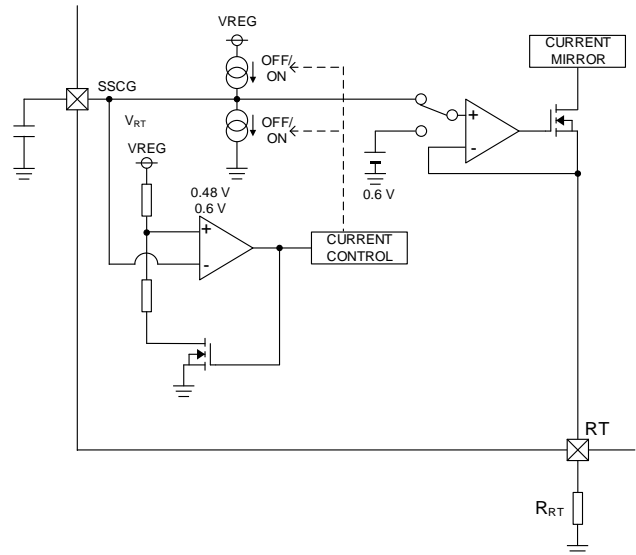 VREG
CURRENT
MIRROR
OFF/
ON
SSCG
VRT
OFF/
ON
VREG
0.6 V
0.48 V
0.6 V
CURRENT
CONTROL
+
-
+
-
RT
RRT